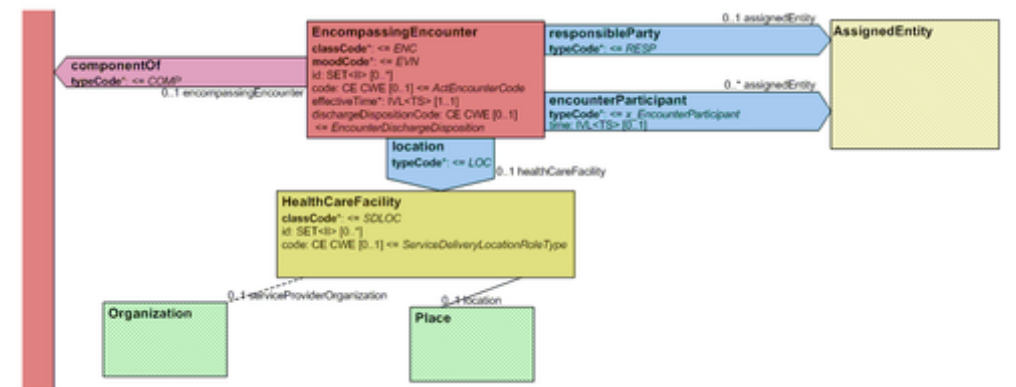 0..1 assignedEntity
EncompassingEncounter
classCode*: <= ENC
moodCode*: <= EVN
id: SET<II> [0..*]
code: CE CWE [0..1] <= ActEncounterCode
effectiveTime*: IVL<TS> [1..1]
dischargeDispositionCode: CE CWE [0..1]
<= EncounterDischargeDisposition
responsibleParty
typeCode*: <= RESP
AssignedEntity
componentOf
typeCode*: <= COMP
0..1 encompassingEncounter
0..* assignedEntity
encounterParticipant
typeCode*: <= x_EncounterParticipant
time: IVL<TS> [0..1]
location
typeCode*: <= LOC
0..1 healthCareFacility
HealthCareFacility
classCode*: <= SDLOC
id: SET<II> [0..*]
code: CE CWE [0..1] <= ServiceDeliveryLocationRoleType
0..1 serviceProviderOrganization
0..1 location
Organization
Place